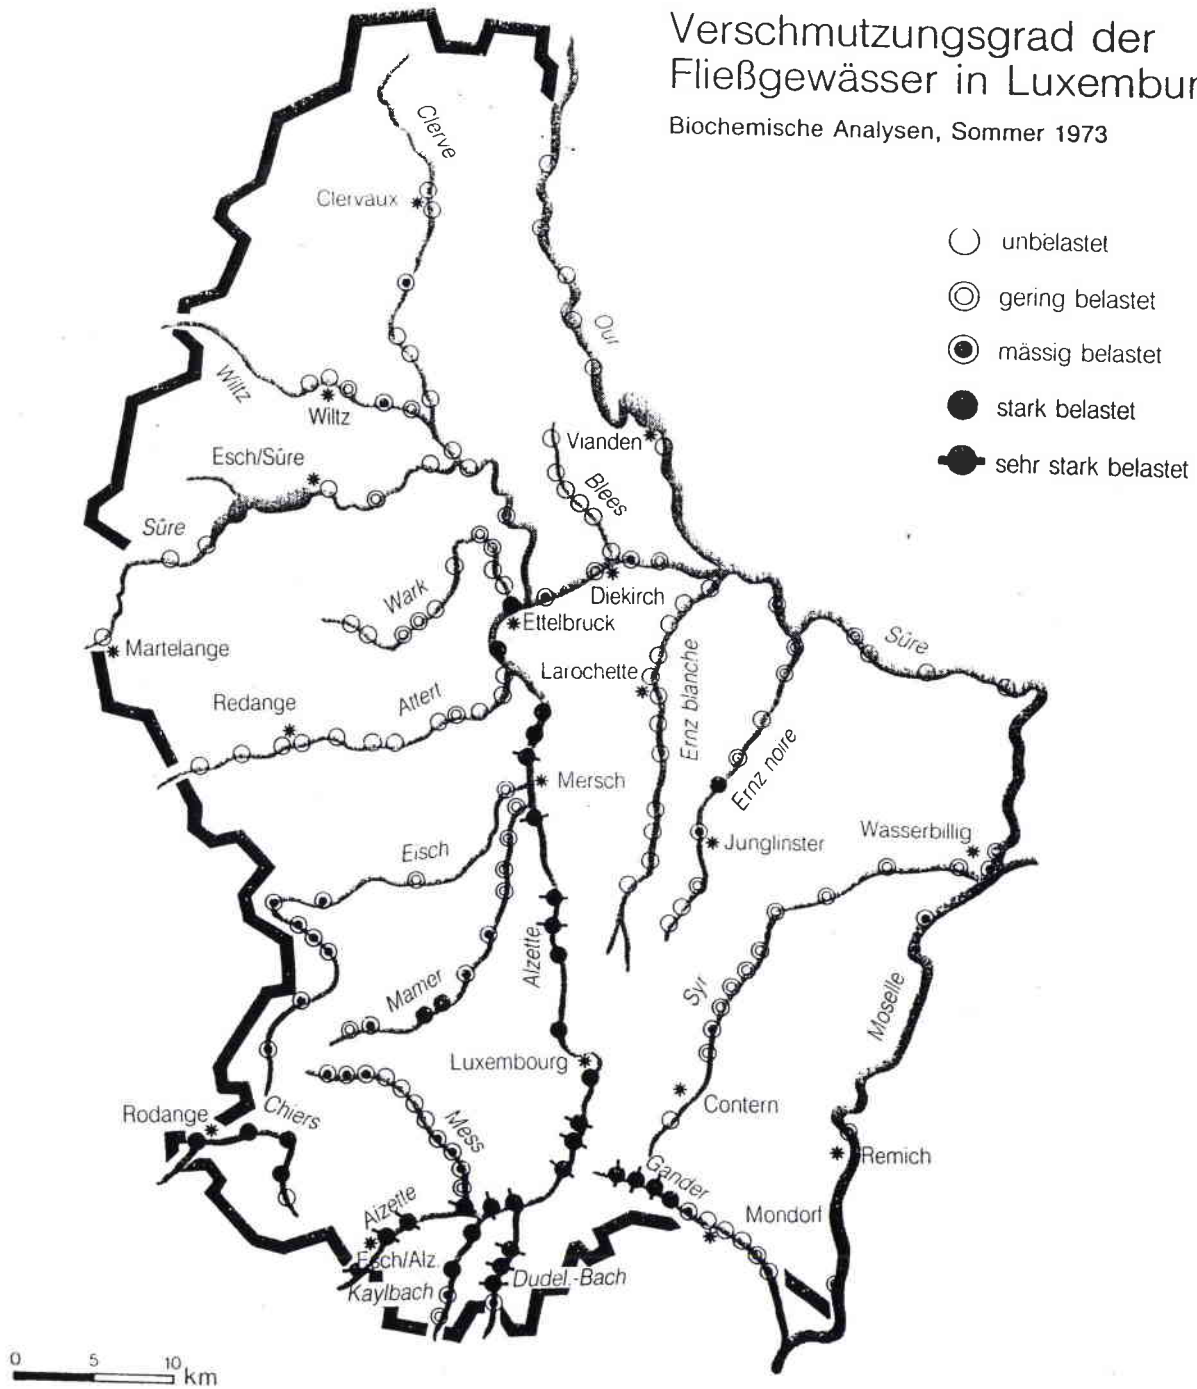 Verschmutzungsgrad der
Fließgewässer in Luxembur
Biochemische Analysen, Sommer 1973
unbelastet
gering belastet
mässig belastet
stark belastet
sehr stark belastet
Clerve
Clervaux
Our
Wiltz
Wiltz
Vianden
Esch/Sûre
Blees
Sûre
Wark
Diekirch
Ettelbruck
Sûre
Martelange
Larochette
Ernz blanche
Redange
Attert
Ernz noire
Mersch
Wasserbillig
Junglinster
Eisch
Alzette
Mamer
Syr
Moselle
Luxembourg
Contern
Rodange
Chiers
Mess
Remich
Gander
Alzette
Mondorf
Esch/Alz.
Dudel.-Bach
Kaylbach
0 5 10 km